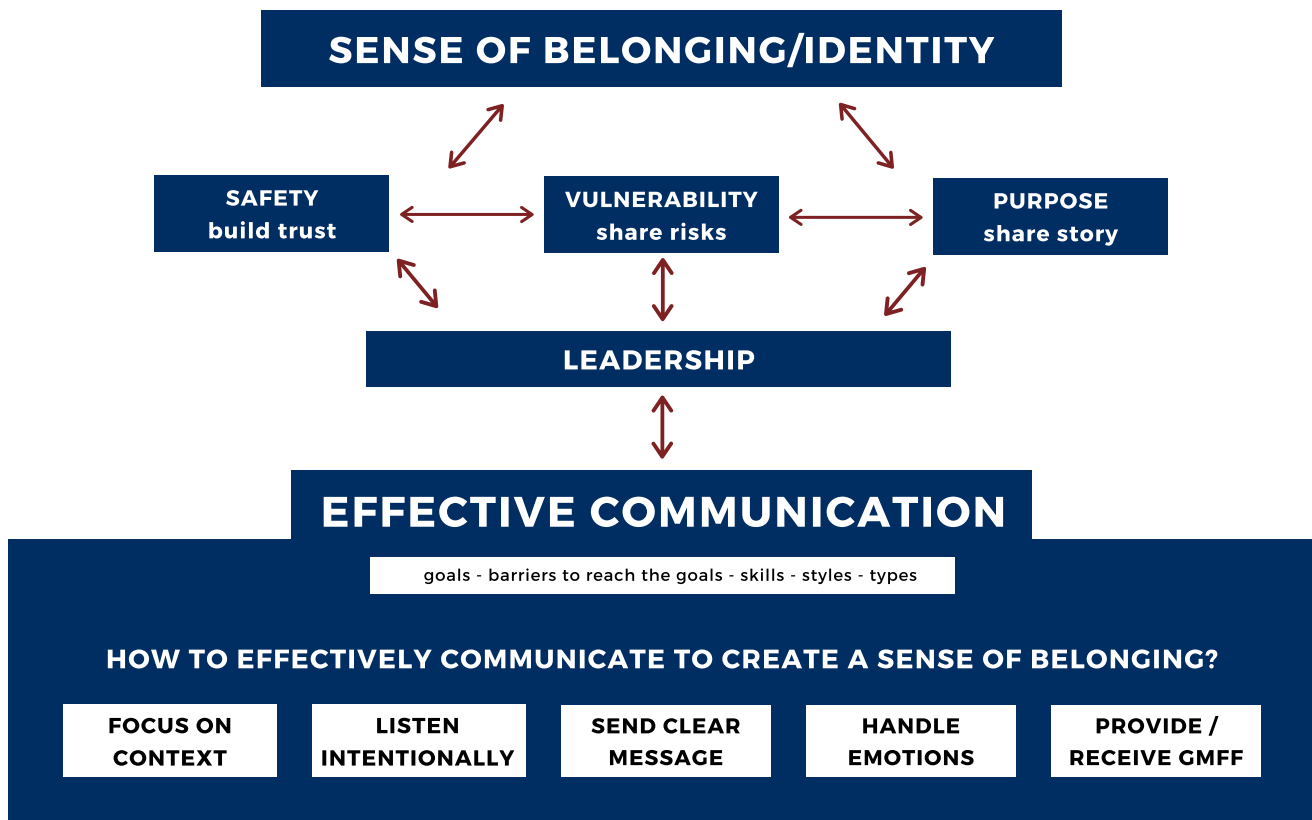 SENSE OF BELONGING/IDENTITY
SAFETY
build trust
VULNERABILITY
share risks
PURPOSE
share story
LEADERSHIP
EFFECTIVE COMMUNICATION
goals - barriers to reach the goals - skills - styles - types
HOW TO EFFECTIVELY COMMUNICATE TO CREATE A SENSE OF BELONGING?
FOCUS ON
CONTEXT
LISTEN
INTENTIONALLY
SEND CLEAR
MESSAGE
HANDLE
EMOTIONS
PROVIDE /
RECEIVE GMFF